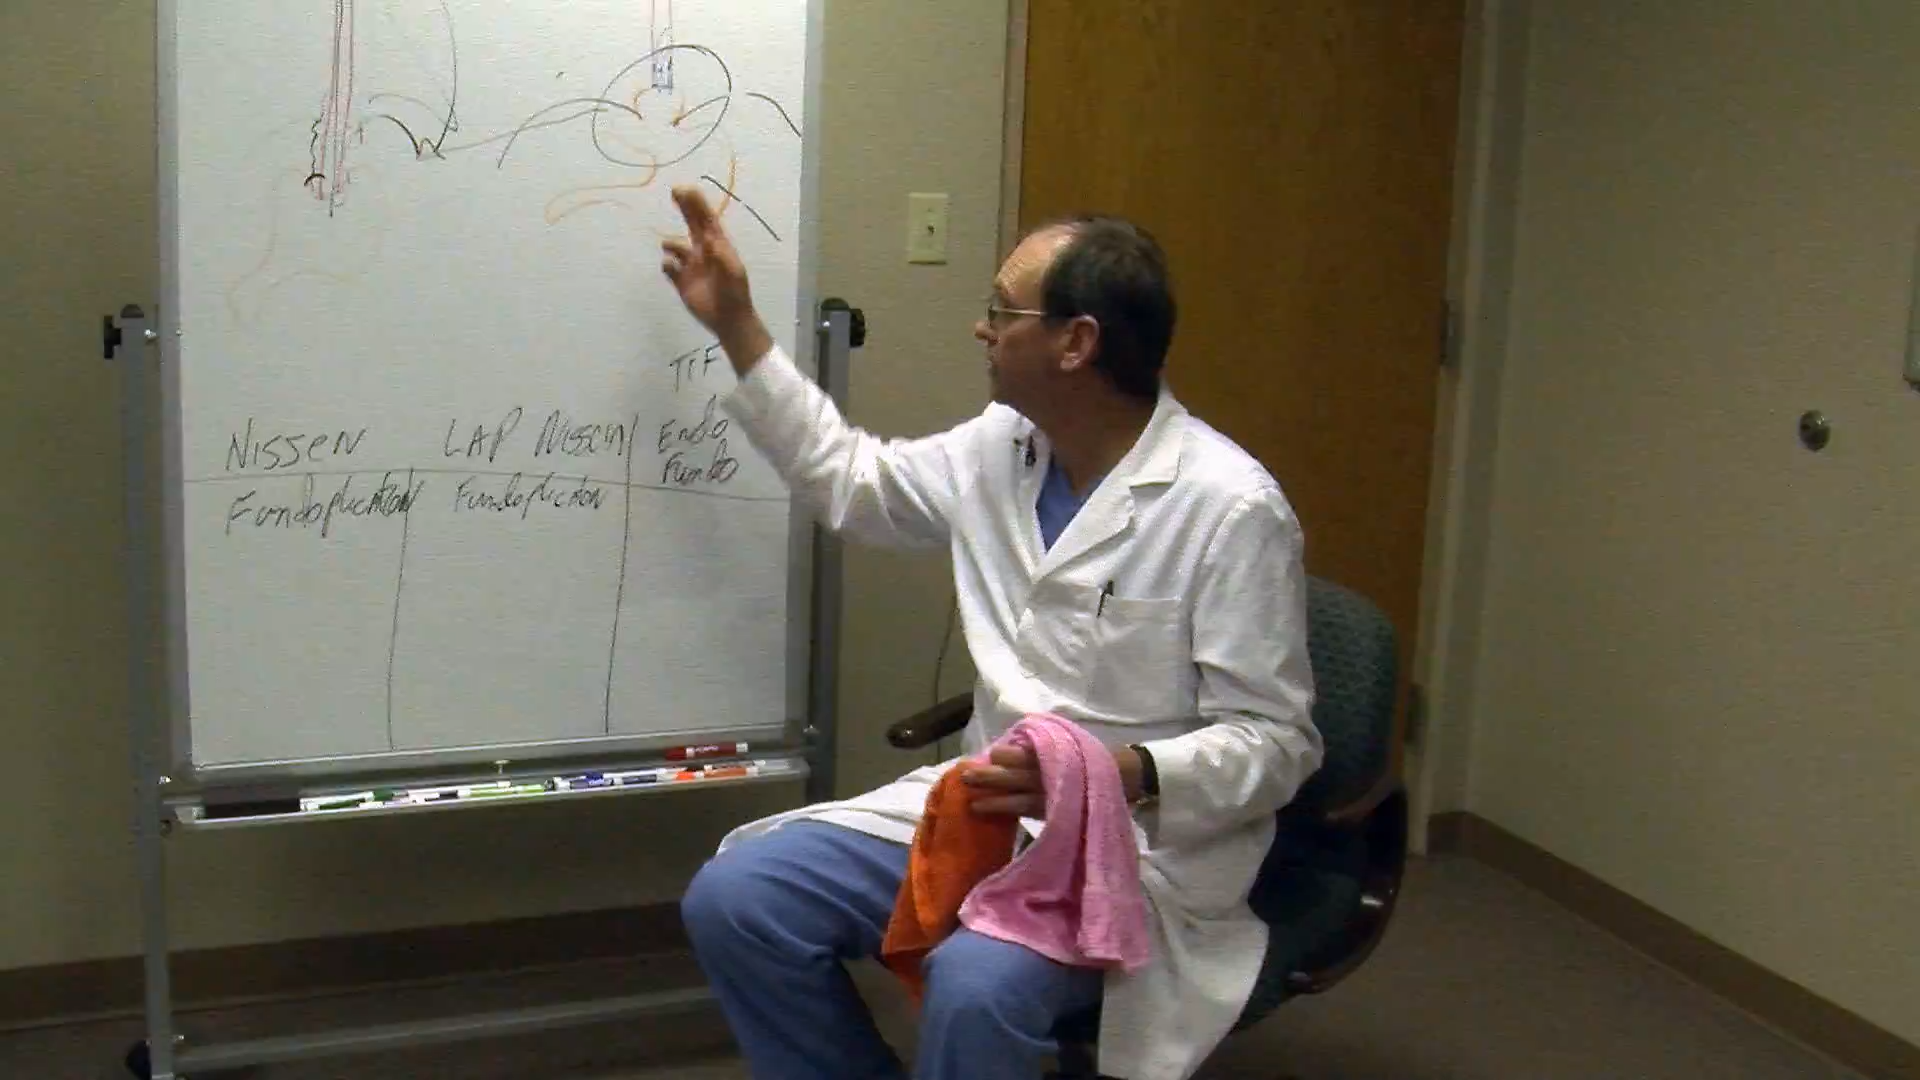 TIF
NISSEN LAP Nissen Endo
Fundo
Fundoplication Fundoplication